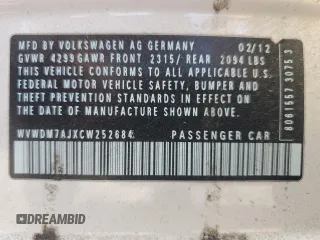 MFD BY VOLKSWAGEN AG GERMANY 02/12
GVWR 4299 GAWR FRONT 2315/ REAR 2094 LBS
THIS VEHICLE CONFORMS TO ALL APPLICABLE U.S.
FEDERAL MOTOR VEHICLE SAFETY, BUMPER AND
THEFT PREVENTION STANDARDS IN EFFECT ON THE
DATE OF MANUFACTURE SHOWN ABOVE
WVWDM7AJXCW252684 PASSENGER CAR
8061557 3075 3
DREAMBID.COM